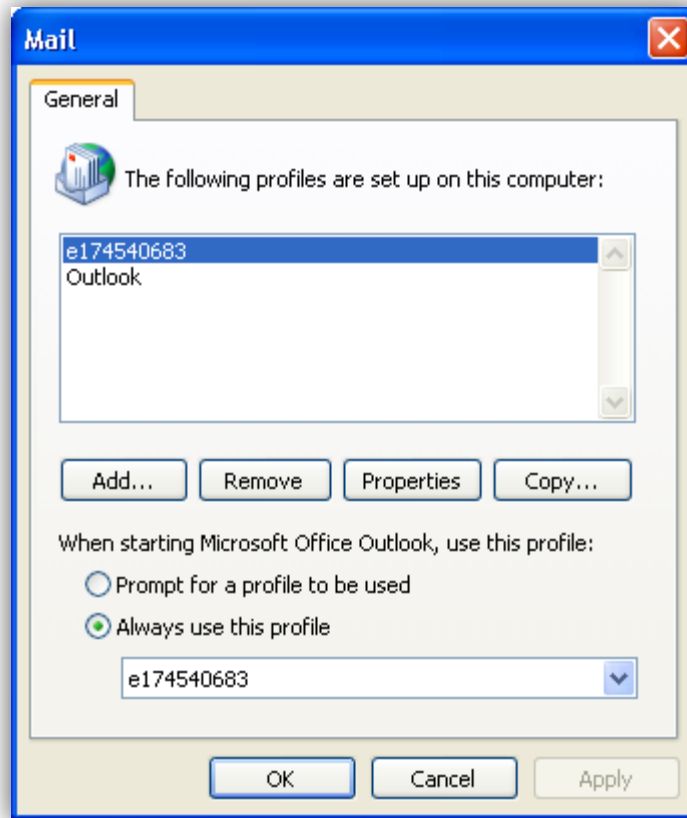 Mail
General
The following profiles are set up on this computer:
e174540683
Outlook
Add... Remove Properties Copy...
When starting Microsoft Office Outlook, use this profile:
Prompt for a profile to be used
Always use this profile
e174540683
OK Cancel Apply